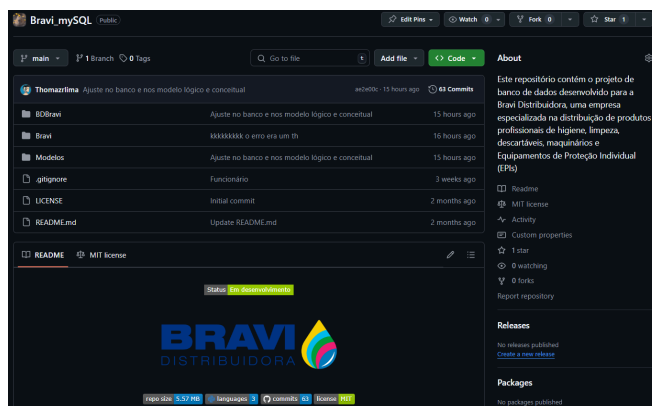 Bravi_mySQL Public
Edit Pins Watch 0 Fork 0 Star 1
main 1 Branch 0 Tags Go to file t Add file Code
Thomazrlima Ajuste no banco e nos modelo lógico e conceitual ae2e00c · 15 hours ago 63 Commits
BDBravi Ajuste no banco e nos modelo lógico e conceitual 15 hours ago
Bravi kkkkkkkkk o erro era um th 16 hours ago
Modelos Ajuste no banco e nos modelo lógico e conceitual 15 hours ago
.gitignore Funcionário 3 weeks ago
LICENSE Initial commit 2 months ago
README.md Update README.md 2 months ago
README MIT license
Status Em desenvolvimento
BRAVI
DISTRIBUIDORA
repo size 5.57 MB languages 3 commits 63 license MIT
About
Este repositório contém o projeto de
banco de dados desenvolvido para a
Bravi Distribuidora, uma empresa
especializada na distribuição de produtos
profissionais de higiene, limpeza,
descartáveis, maquinários e
Equipamentos de Proteção Individual
(EPIs)
Readme
MIT license
Activity
Custom properties
1 star
0 watching
0 forks
Report repository
Releases
No releases published
Create a new release
Packages
No packages published